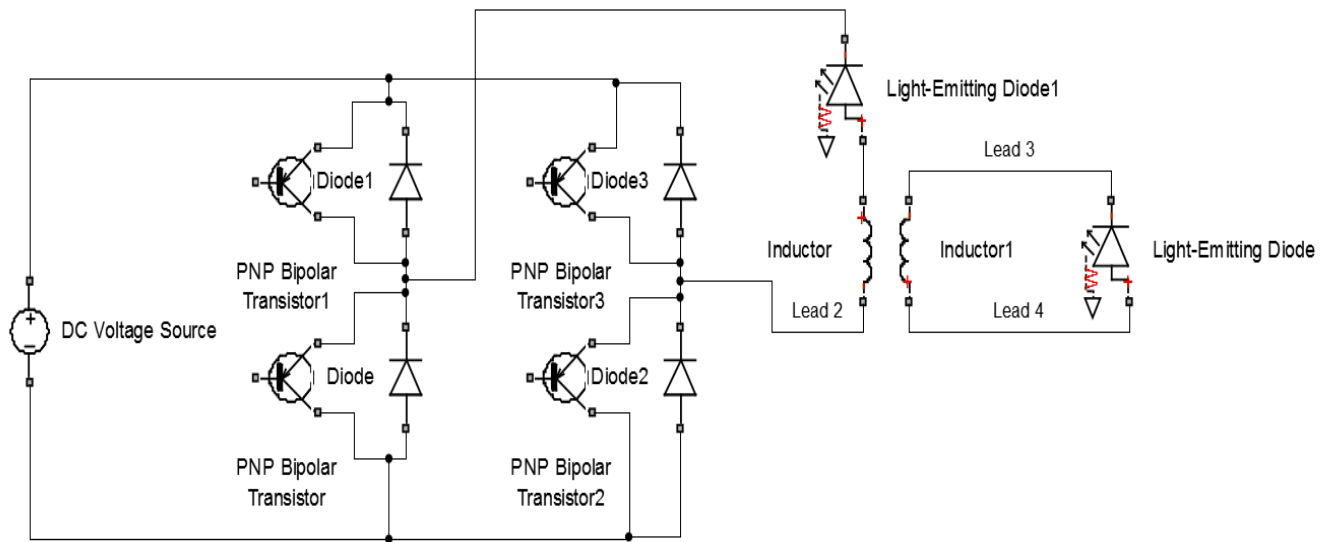 Light-Emitting Diode1
Lead 3
Diode1
Diode3
Inductor
Inductor1
Light-Emitting Diode
PNP Bipolar
Transistor1
PNP Bipolar
Transistor3
Lead 2
Lead 4
DC Voltage Source
Diode
Diode2
PNP Bipolar
Transistor
PNP Bipolar
Transistor2